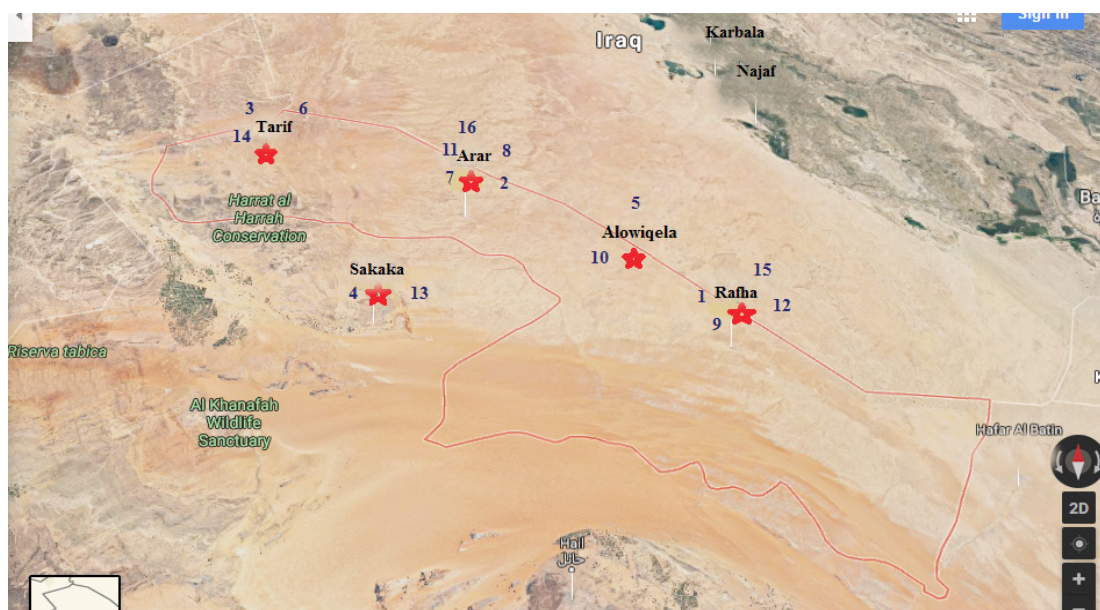 Sign in
Karbala
Iraq
Najaf
3
6
Tarif
14
16
11
Arar
8
7
2
Harrat al
Harrah
Conservation
5
Alowiqela
10
Sakaka
4
13
15
1
Rafha
12
9
Riserva tabica
Al Khanafah
Wildlife
Sanctuary
Hafar Al Batin
2D
Hail
حائل
+